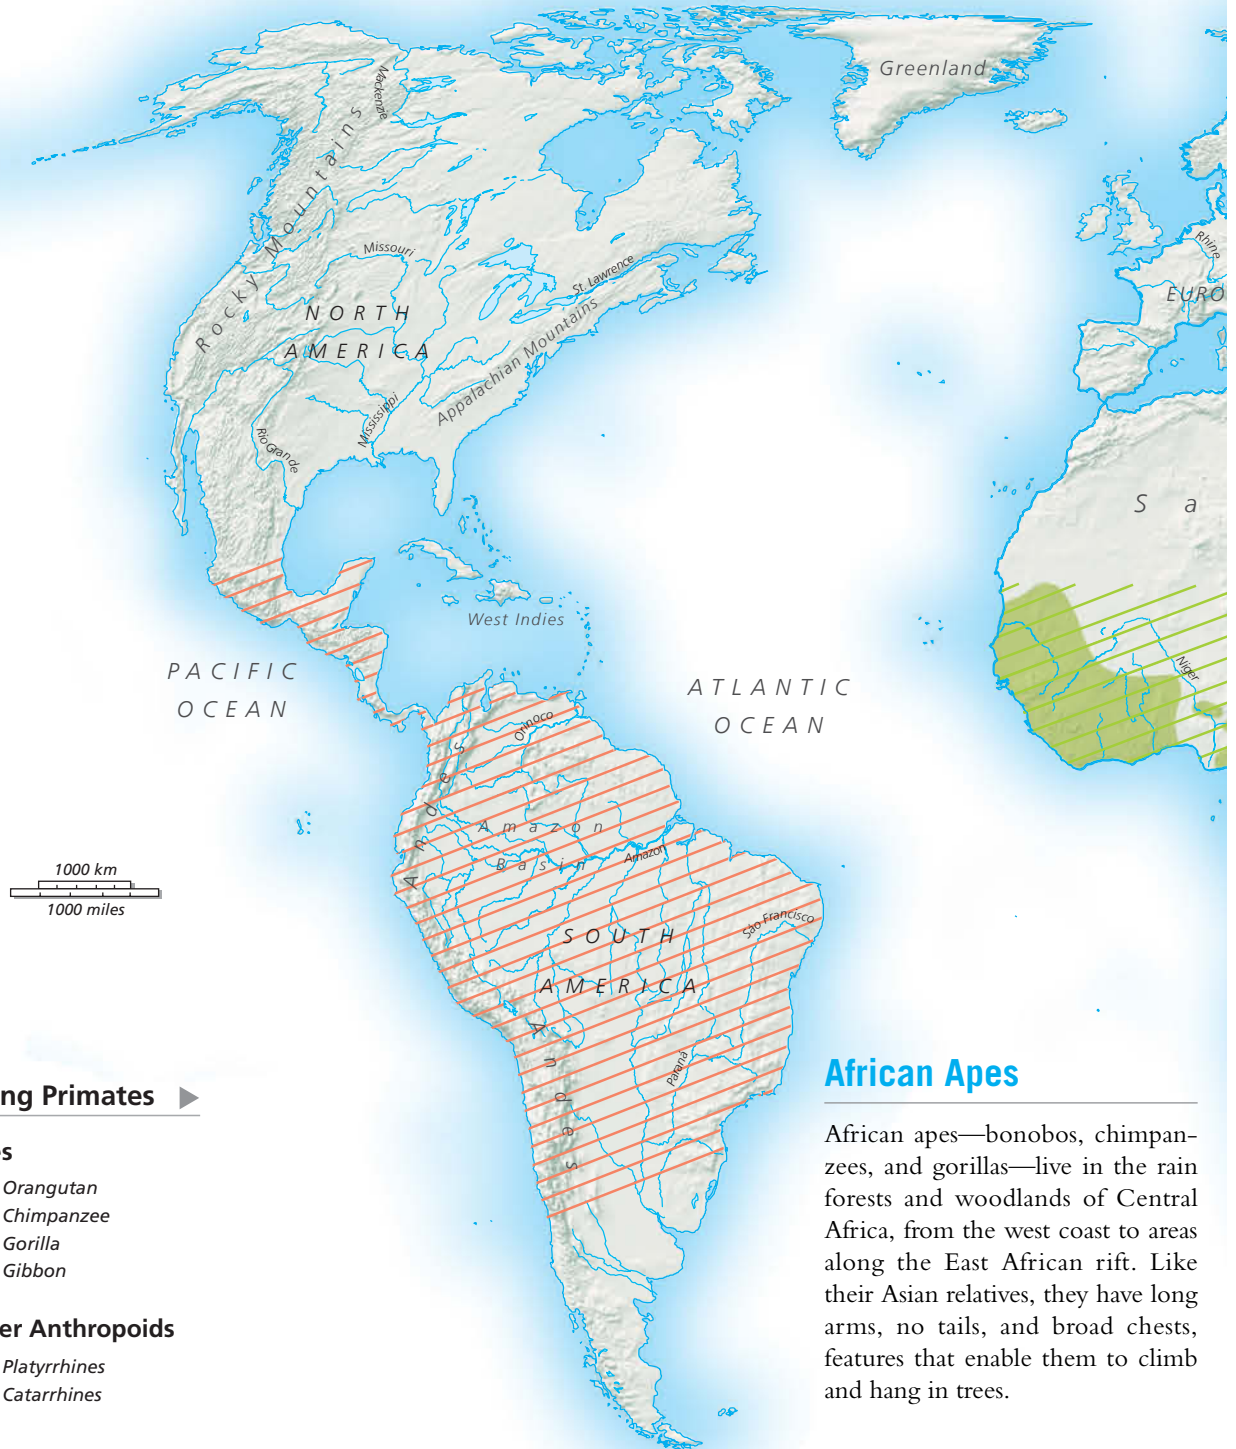 Greenland
Mackenzie
Rocky Mountains
Missouri
St. Lawrence
Rhine
EURO
NORTH
AMERICA
Appalachian Mountains
Mississippi
Rio Grande
S a
West Indies
Niger
PACIFIC
OCEAN
ATLANTIC
OCEAN
Orinoco
Andes
Amazon
Basin
Amazon
1000 km
1000 miles
São Francisco
SOUTH
AMERICA
Andes
Paraná
ng Primates
s
Orangutan
Chimpanzee
Gorilla
Gibbon
er Anthropoids
Platyrrhines
Catarrhines
African Apes
African apes—bonobos, chimpan-
zees, and gorillas—live in the rain
forests and woodlands of Central
Africa, from the west coast to areas
along the East African rift. Like
their Asian relatives, they have long
arms, no tails, and broad chests,
features that enable them to climb
and hang in trees.